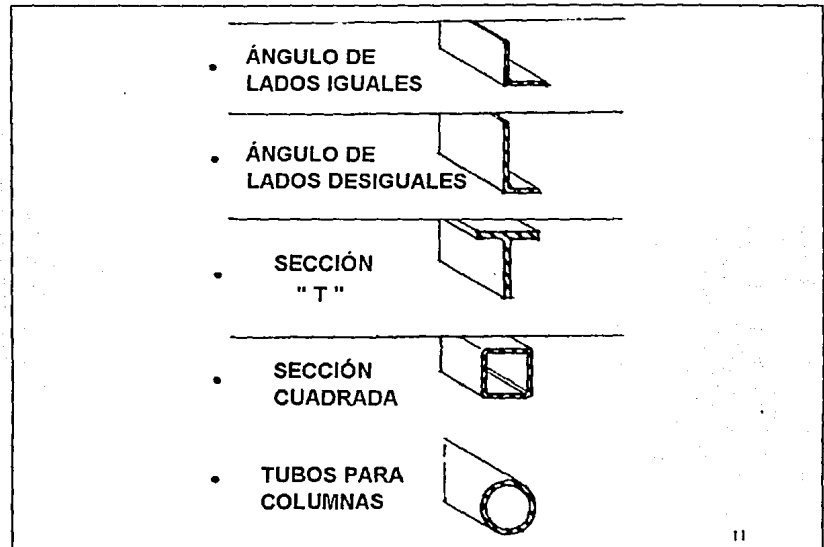 • ÁNGULO DE
LADOS IGUALES
• ÁNGULO DE
LADOS DESIGUALES
• SECCIÓN
" T "
• SECCIÓN
CUADRADA
• TUBOS PARA
COLUMNAS
11